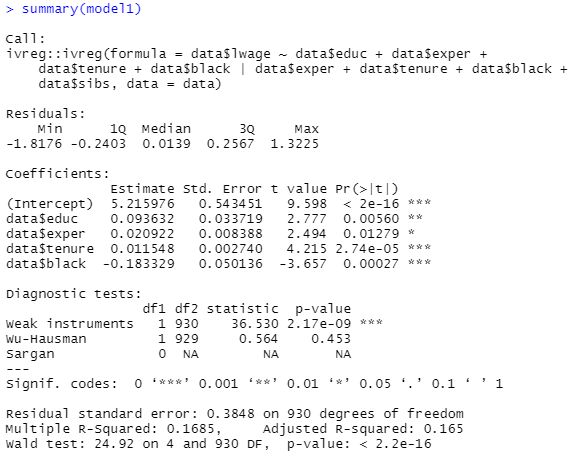 > summary(model1)
Call:
ivreg::ivreg(formula = data$lwage ~ data$educ + data$exper +
    data$tenure + data$black | data$exper + data$tenure + data$black +
    data$sibs, data = data)
Residuals:
    Min      1Q  Median      3Q     Max
-1.8176 -0.2403  0.0139  0.2567  1.3225
Coefficients:
             Estimate Std. Error t value Pr(>|t|)
(Intercept)  5.215976   0.543451   9.598  < 2e-16 ***
data$educ    0.093632   0.033719   2.777  0.00560 **
data$exper   0.020922   0.008388   2.494  0.01279 *
data$tenure  0.011548   0.002740   4.215 2.74e-05 ***
data$black  -0.183329   0.050136  -3.657  0.00027 ***
Diagnostic tests:
                 df1 df2 statistic  p-value
Weak instruments   1 930    36.530 2.17e-09 ***
Wu-Hausman         1 929     0.564    0.453
Sargan             0  NA        NA       NA
---
Signif. codes:  0 ‘***’ 0.001 ‘**’ 0.01 ‘*’ 0.05 ‘.’ 0.1 ‘ ’ 1
Residual standard error: 0.3848 on 930 degrees of freedom
Multiple R-Squared: 0.1685,     Adjusted R-squared: 0.165
Wald test: 24.92 on 4 and 930 DF,  p-value: < 2.2e-16